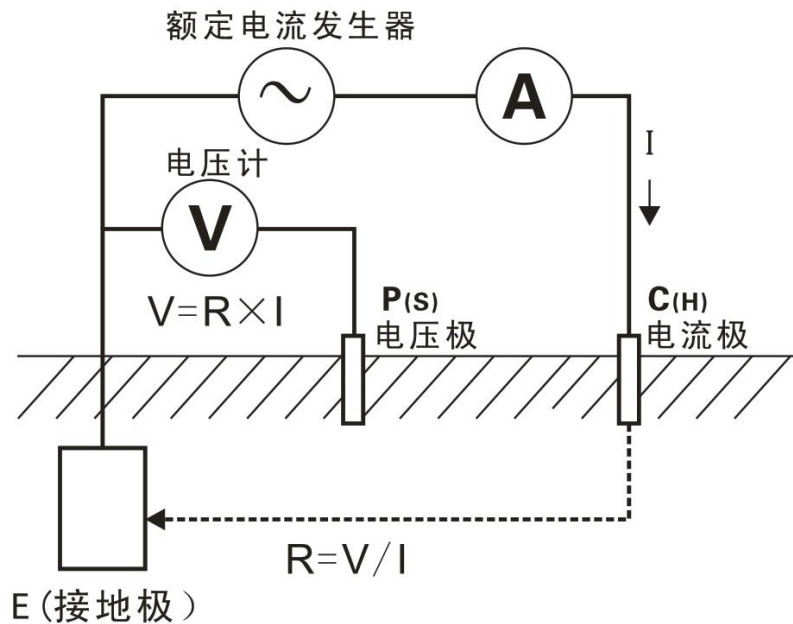 额定电流发生器
A
I
电压计
V
V=R×I
P(S)
电压极
C(H)
电流极
R=V/I
E(接地极）